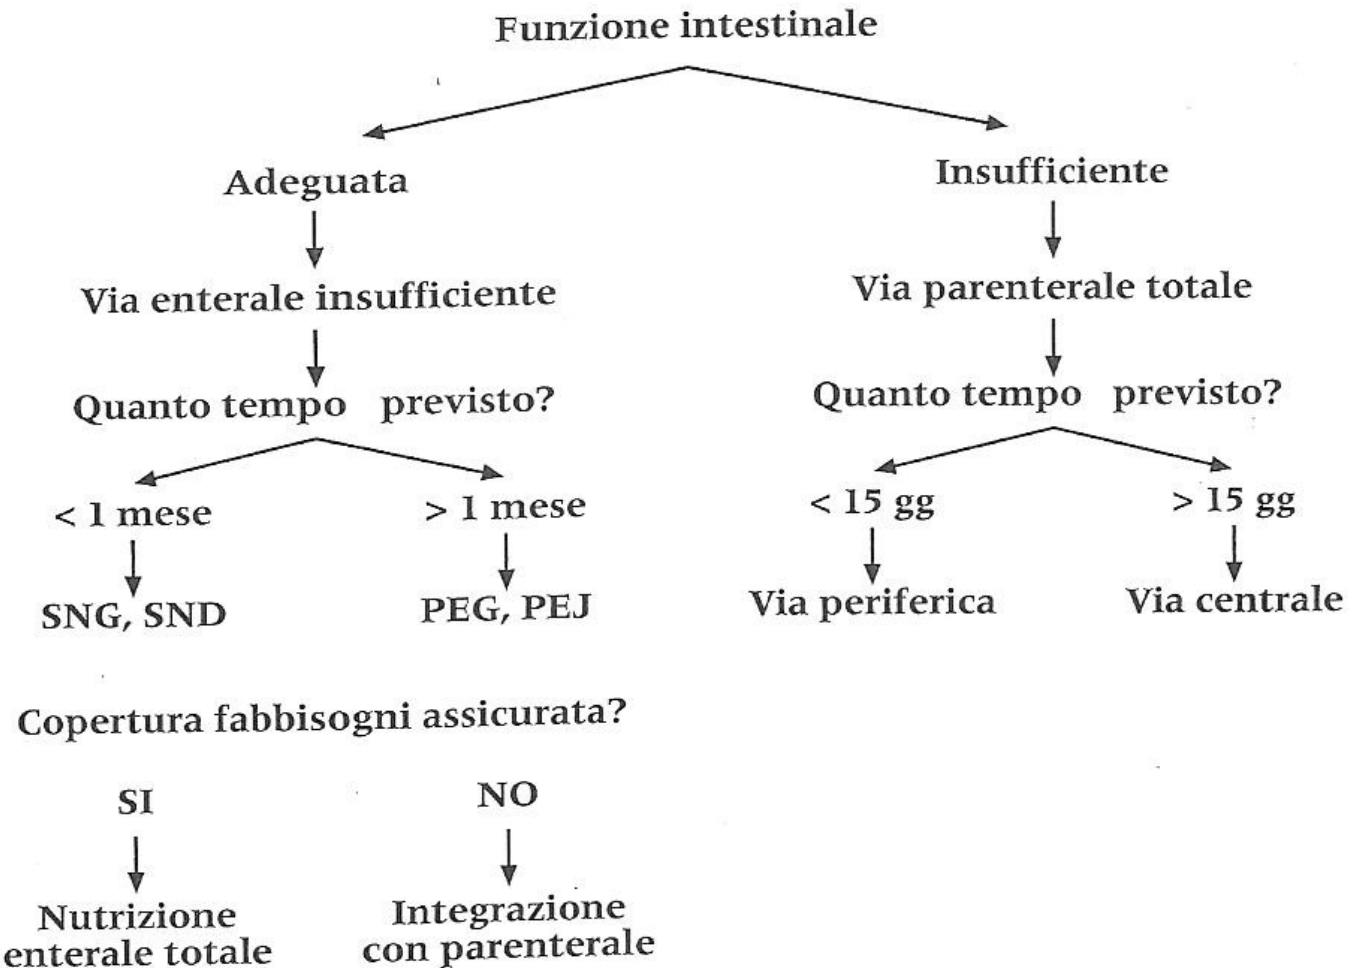 Funzione intestinale
Adeguata
Insufficiente
Via enterale insufficiente
Via parenterale totale
Quanto tempo previsto?
Quanto tempo previsto?
< 1 mese
> 1 mese
< 15 gg
> 15 gg
SNG, SND
PEG, PEJ
Via periferica
Via centrale
Copertura fabbisogni assicurata?
SI
NO
Nutrizione
enterale totale
Integrazione
con parenterale